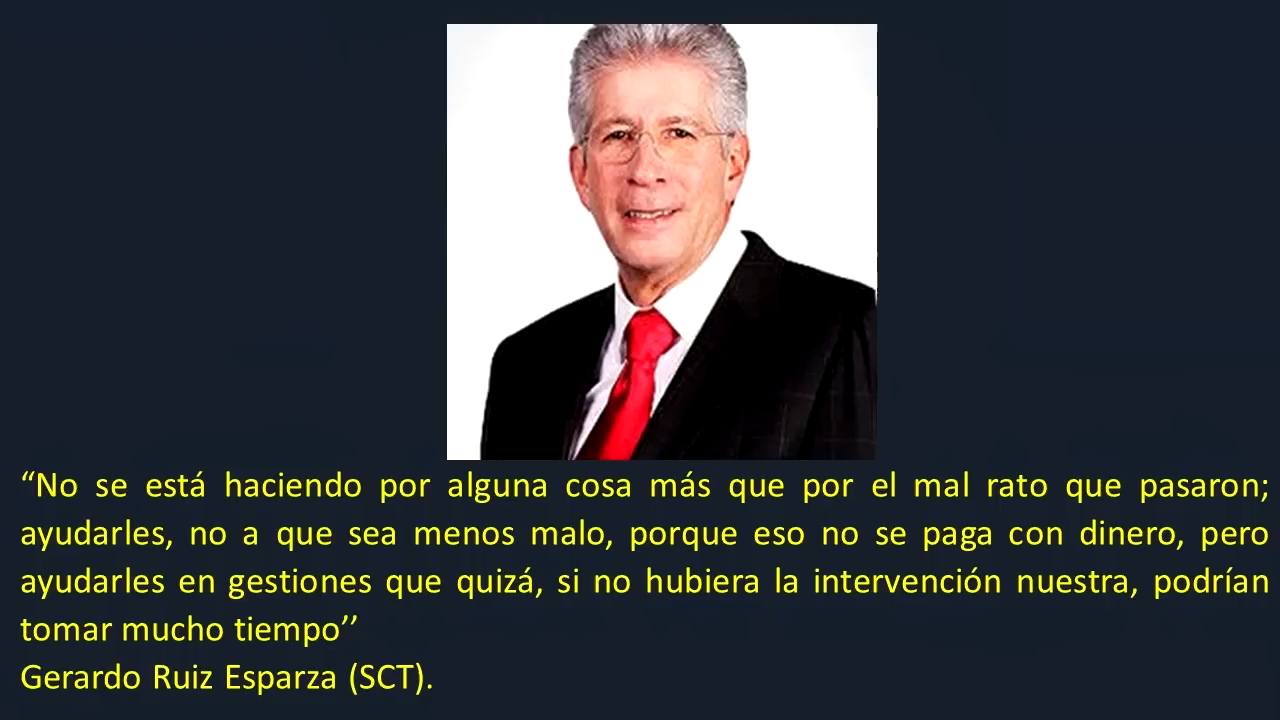 “No se está haciendo por alguna cosa más que por el mal rato que pasaron;
ayudarles, no a que sea menos malo, porque eso no se paga con dinero, pero
ayudarles en gestiones que quizá, si no hubiera la intervención nuestra, podrían
tomar mucho tiempo’’
Gerardo Ruiz Esparza (SCT).